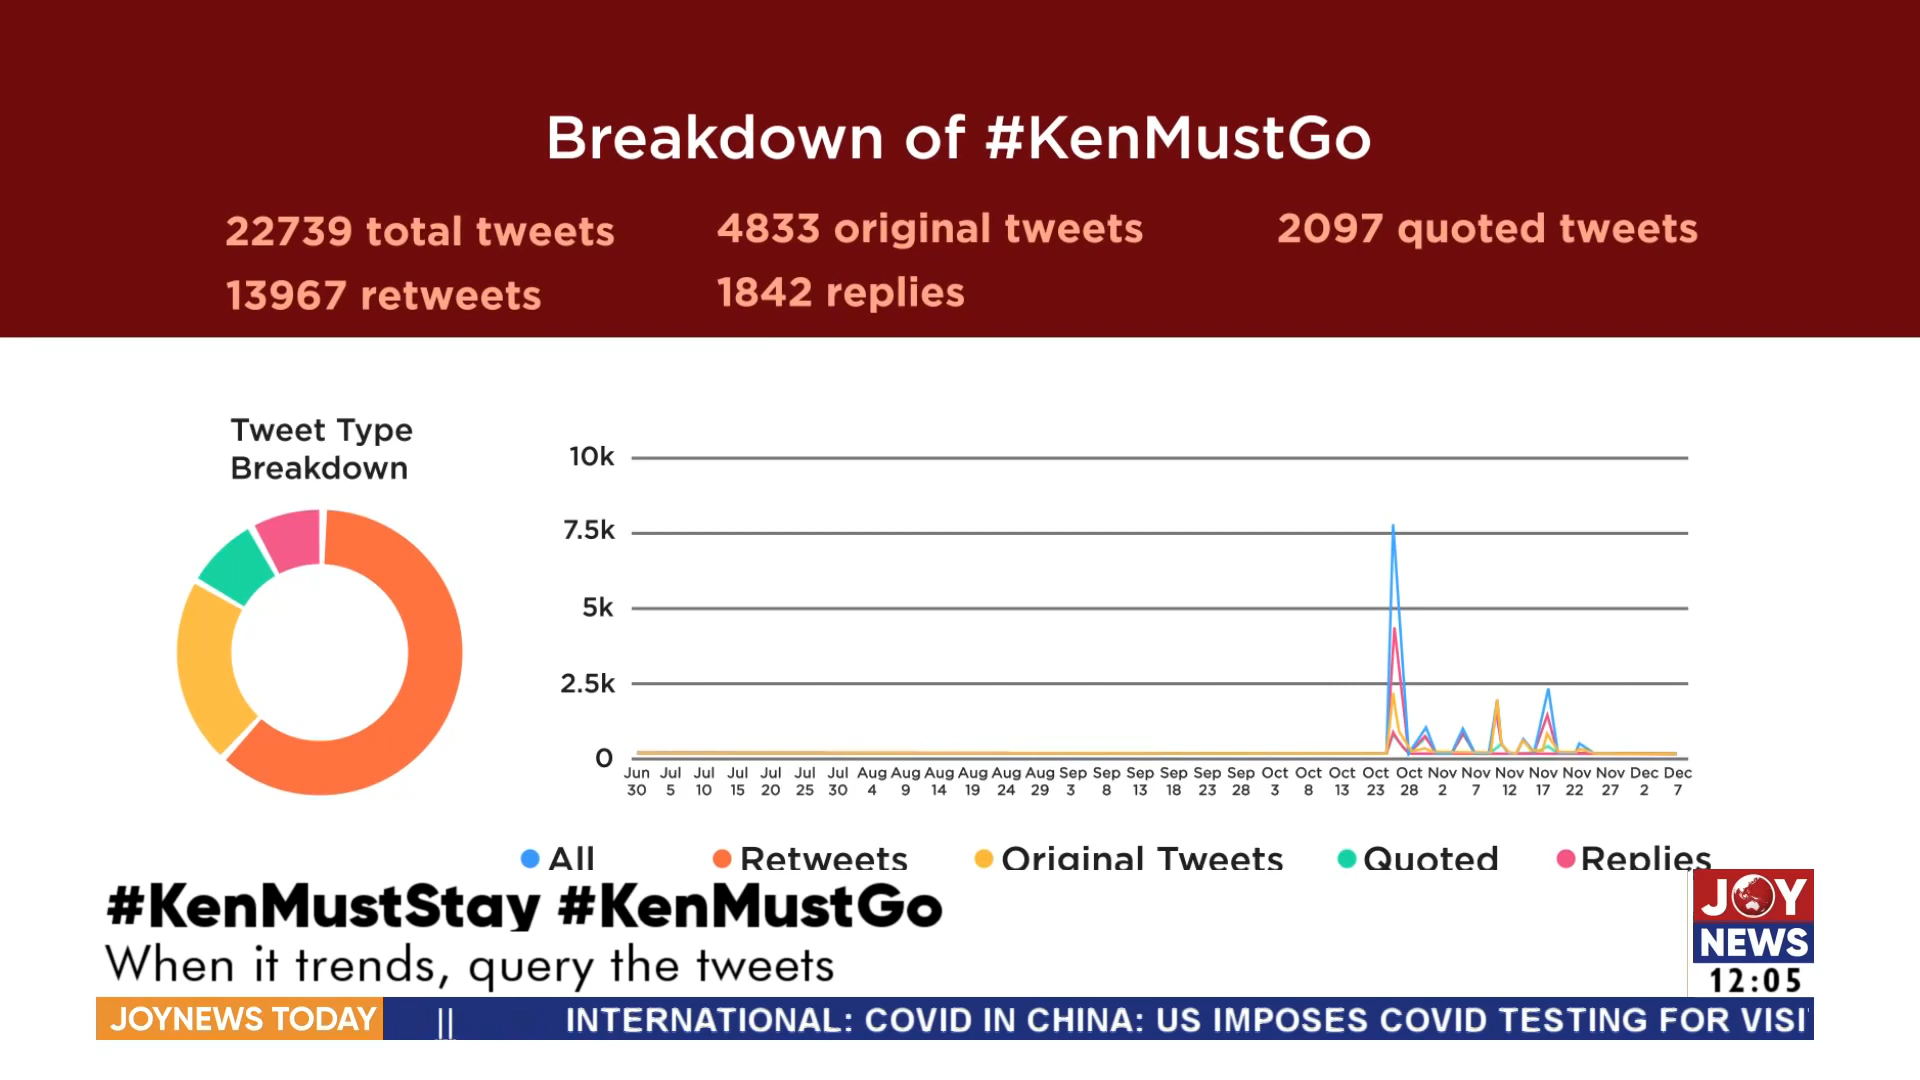 Breakdown of #KenMustGo
22739 total tweets
4833 original tweets
2097 quoted tweets
13967 retweets
1842 replies
Tweet Type
Breakdown
10k
7.5k
5k
2.5k
0
Jun Jul Jul Jul Jul Jul Jul Aug Aug Aug Aug Aug Aug Sep Sep Sep Sep Sep Sep Oct Oct Oct Oct Oct Nov Nov Nov Nov Nov Nov Dec Dec
30 5 10 15 20 25 30 4 9 14 19 24 29 3 8 13 18 23 28 3 8 13 23 28 2 7 12 17 22 27 2 7
All Retweets Original Tweets Quoted Replies
#KenMustStay #KenMustGo
When it trends, query the tweets
JOY
NEWS
12:05
JOYNEWS TODAY
|| INTERNATIONAL: COVID IN CHINA: US IMPOSES COVID TESTING FOR VISI